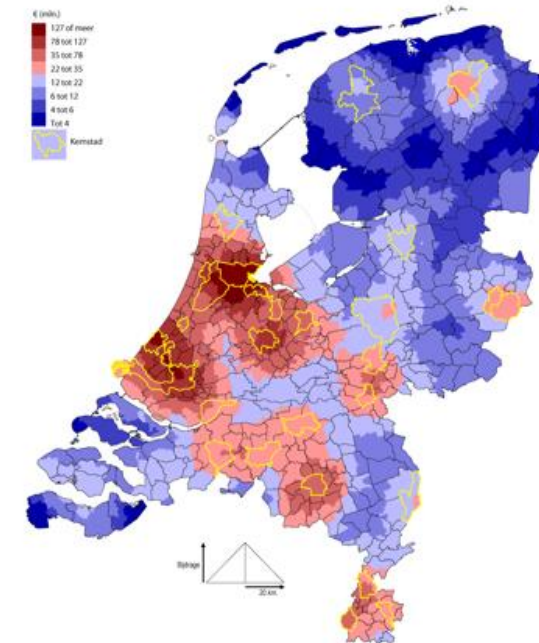 € (mln.)
127 of meer
78 tot 127
35 tot 78
22 tot 35
12 tot 22
6 tot 12
4 tot 6
Tot 4
Kernstad
Bijdrage
20 km.